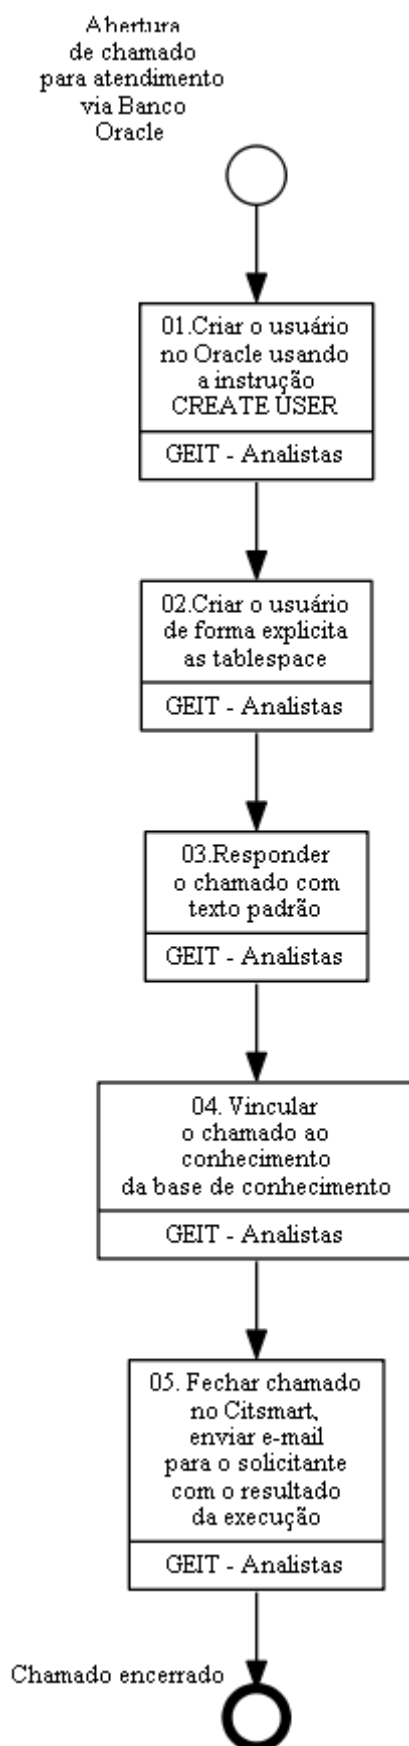 Abertura
de chamado
para atendimento
via Banco
Oracle
01.Criar o usuário
no Oracle usando
a instrução
CREATE USER
GEIT - Analistas
02.Criar o usuário
de forma explicita
as tablespace
GEIT - Analistas
03.Responder
o chamado com
texto padrão
GEIT - Analistas
04. Vincular
o chamado ao
conhecimento
da base de conhecimento
GEIT - Analistas
05. Fechar chamado
no Citsmart,
enviar e-mail
para o solicitante
com o resultado
da execução
GEIT - Analistas
Chamado encerrado